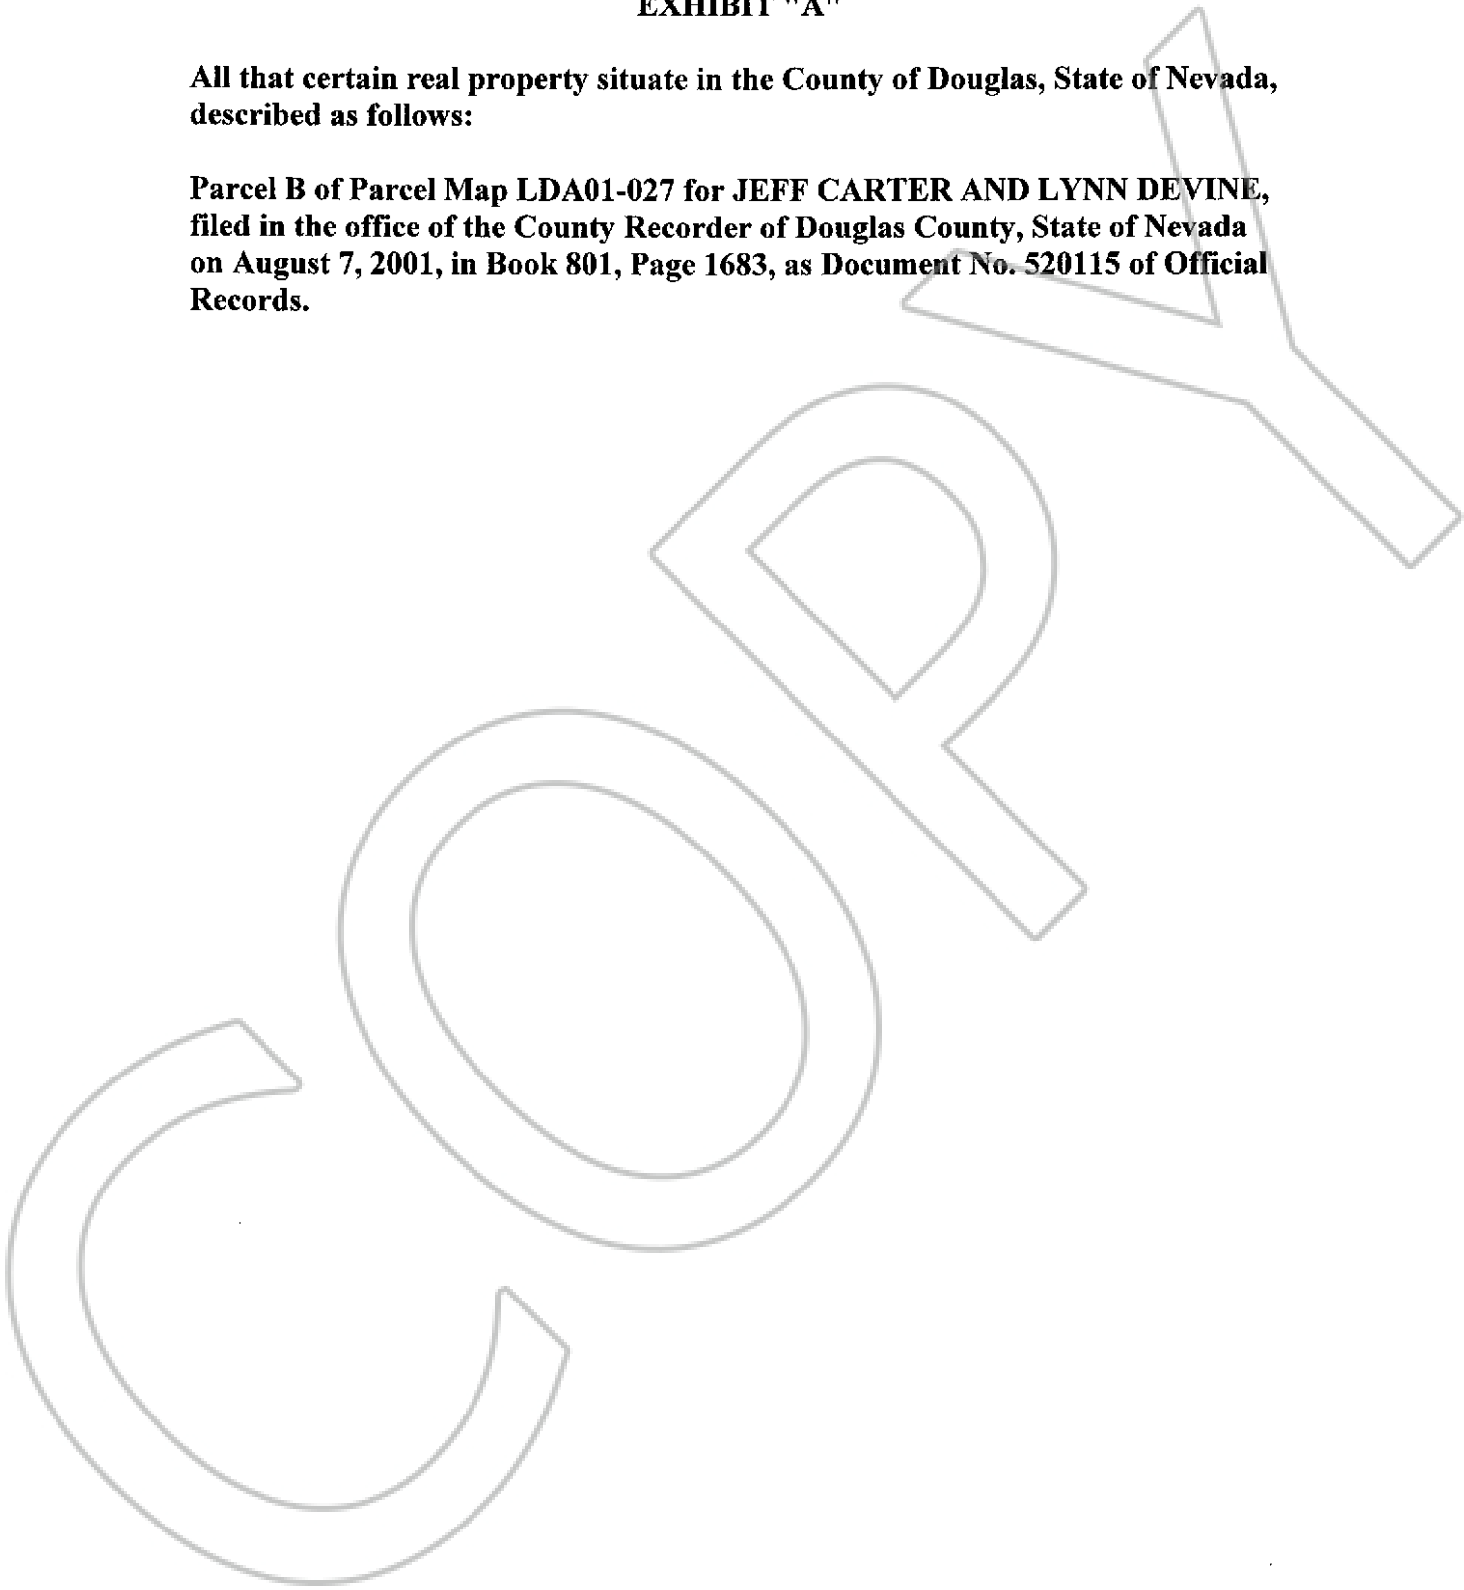 EXHIBIT "A"
All that certain real property situate in the County of Douglas, State of Nevada,
described as follows:
Parcel B of Parcel Map LDA01-027 for JEFF CARTER AND LYNN DEVINE,
filed in the office of the County Recorder of Douglas County, State of Nevada
on August 7, 2001, in Book 801, Page 1683, as Document No. 520115 of Official
Records.
COPY